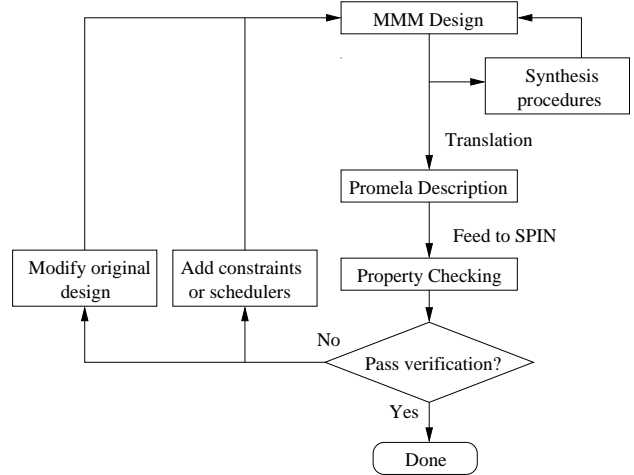 MMM Design
Synthesis
procedures
Translation
Promela Description
Feed to SPIN
Modify original
design
Add constraints
or schedulers
Property Checking
No
Pass verification?
Yes
Done